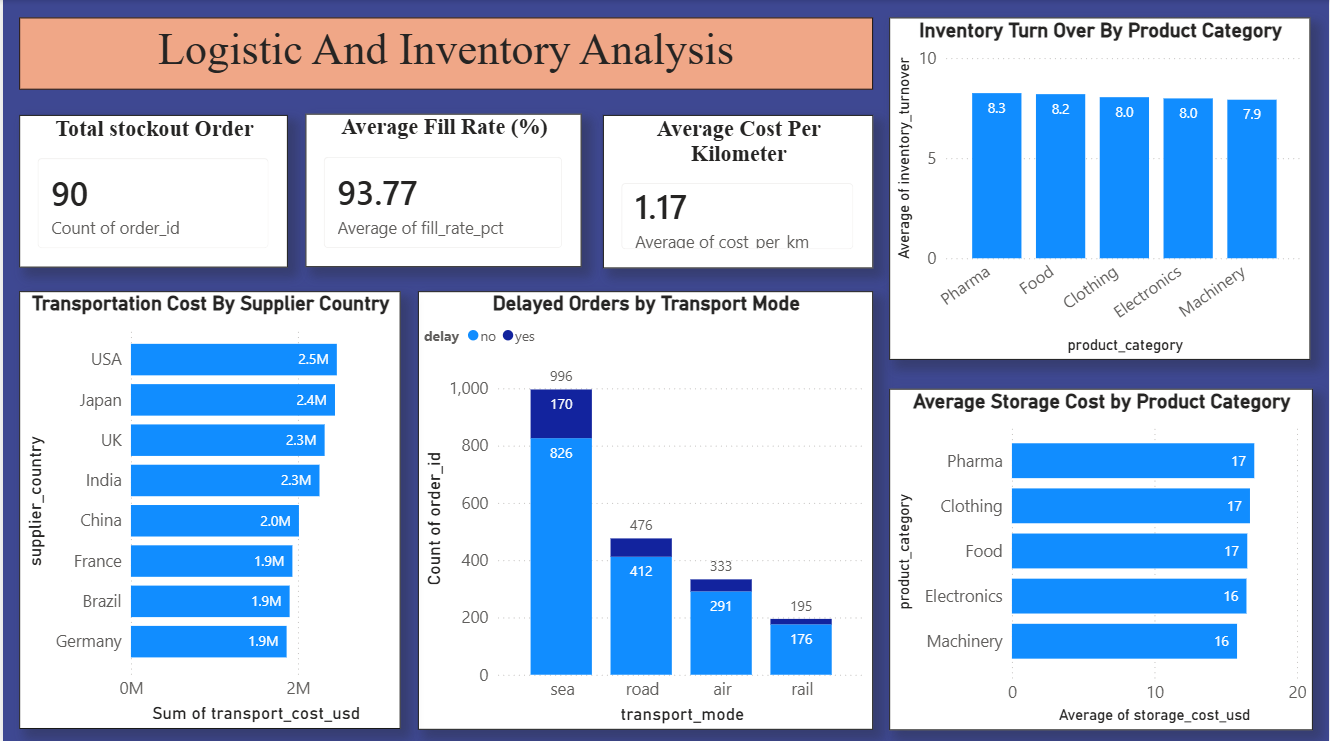 Logistic And Inventory Analysis
Total stockout Order
90
Count of order_id
Average Fill Rate (%)
93.77
Average of fill_rate_pct
Average Cost Per
Kilometer
1.17
Average of cost_per_km
Inventory Turn Over By Product Category
Average of inventory_turnover
10
5
0
8.3
8.2
8.0
8.0
7.9
Pharma
Food
Clothing
Electronics
Machinery
product_category
Transportation Cost By Supplier Country
supplier_country
USA
2.5M
Japan
2.4M
UK
2.3M
India
2.3M
China
2.0M
France
1.9M
Brazil
1.9M
Germany
1.9M
0M
2M
Sum of transport_cost_usd
Delayed Orders by Transport Mode
delay no yes
Count of order_id
1,000
800
600
400
200
0
996
170
826
476
412
333
291
195
176
sea
road
air
rail
transport_mode
Average Storage Cost by Product Category
product_category
Pharma
17
Clothing
17
Food
17
Electronics
16
Machinery
16
0
10
20
Average of storage_cost_usd